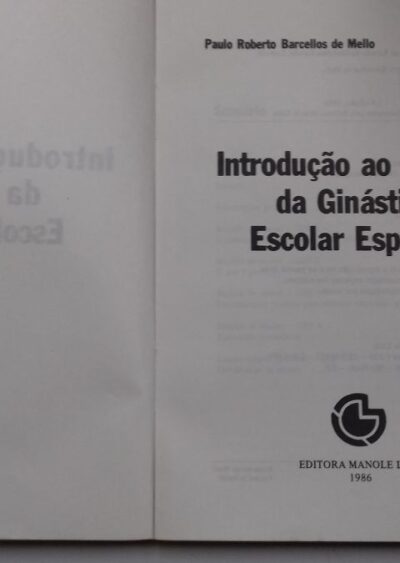 Paulo Roberto Barcellos de Mello
Introdução ao
da Ginásti
Escolar Esp
EDITORA MANOLE L
1986